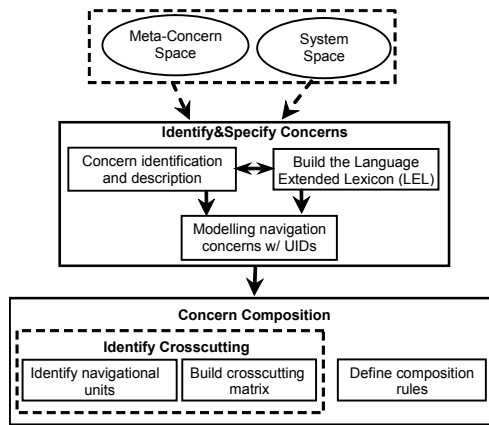 Meta-Concern
Space
System
Space
Identify&Specify Concerns
Concern identification
and description
Build the Language
Extended Lexicon (LEL)
Modelling navigation
concerns w/ UIDs
Concern Composition
Identify Crosscutting
Identify navigational
units
Build crosscutting
matrix
Define composition
rules